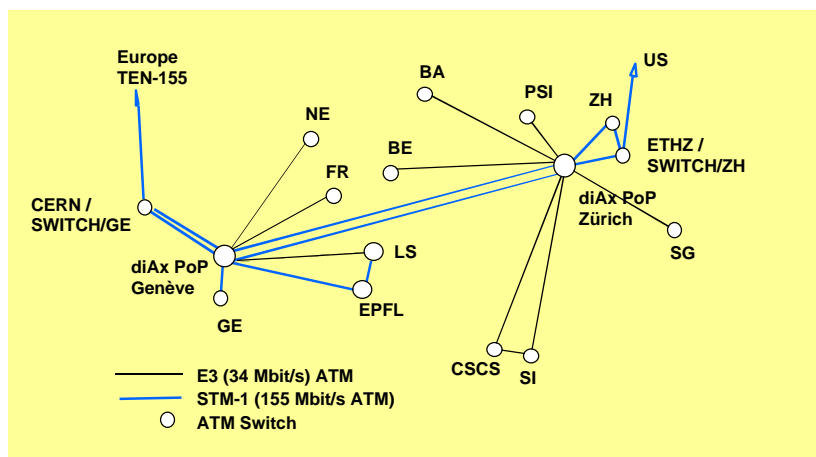 Europe
TEN-155
US
BA
PSI
ZH
NE
BE
ETHZ /
SWITCH/ZH
FR
CERN /
SWITCH/GE
diAx PoP
Zürich
LS
SG
diAx PoP
Genève
EPFL
GE
CSCS
SI
E3 (34 Mbit/s) ATM
STM-1 (155 Mbit/s ATM)
ATM Switch